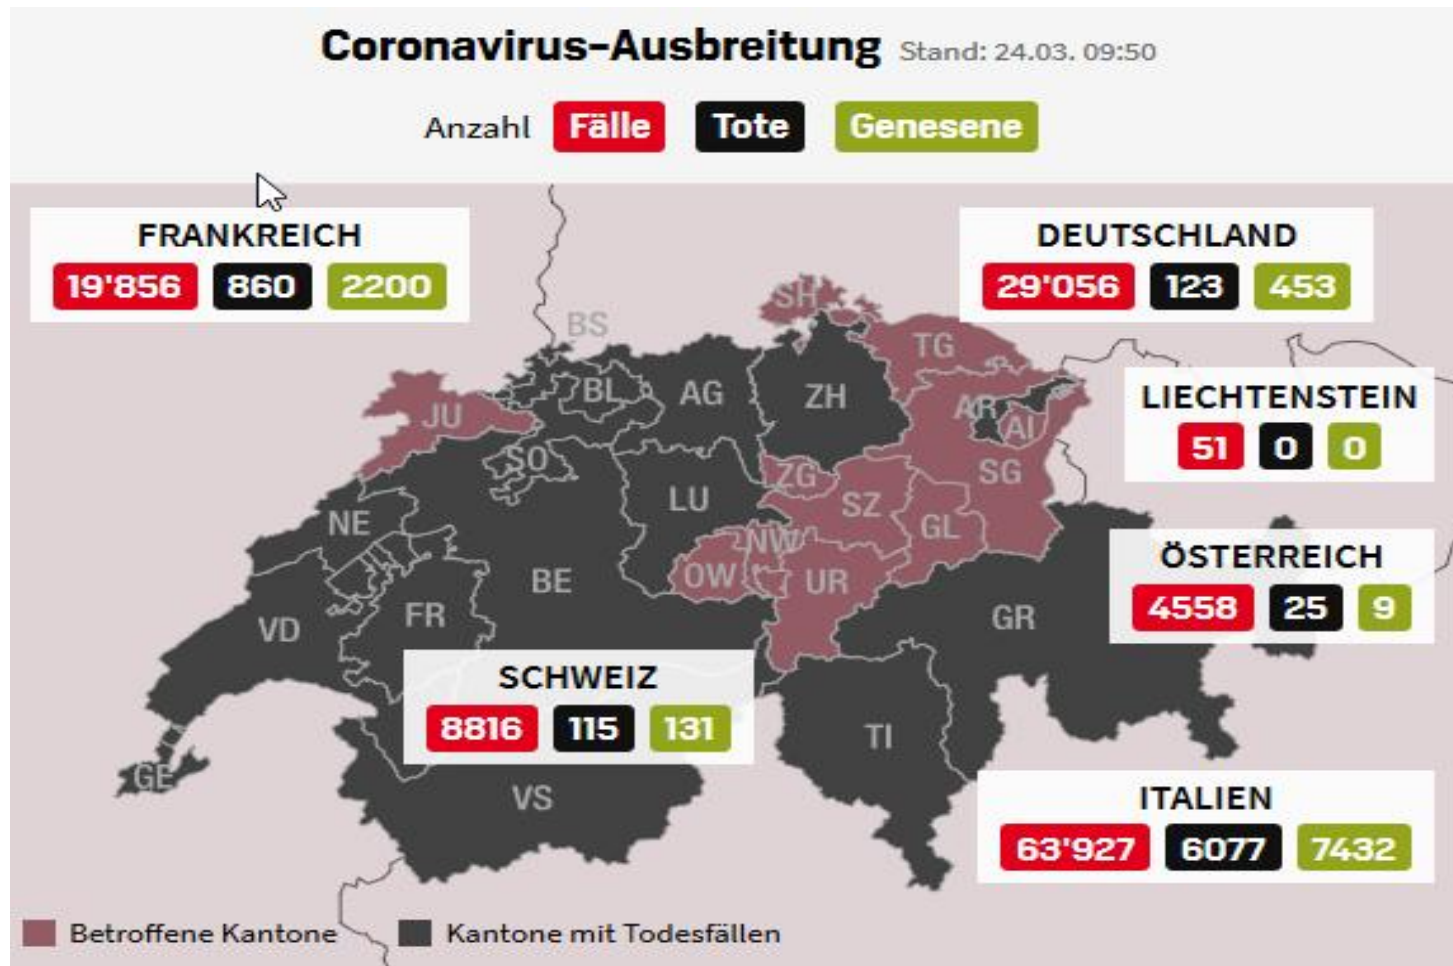 Coronavirus-Ausbreitung Stand: 24.03. 09:50
Anzahl Fälle Tote Genesene
FRANKREICH
19'856 860 2200
DEUTSCHLAND
29'056 123 453
LIECHTENSTEIN
51 0 0
ÖSTERREICH
4558 25 9
SCHWEIZ
8816 115 131
ITALIEN
63'927 6077 7432
SH
BS
TG
JU
BL
AG
ZH
AR
AI
SO
ZG
SG
LU
SZ
NE
GL
NW
OW
UR
BE
VD
FR
GR
TI
GE
VS
Betroffene Kantone
Kantone mit Todesfällen